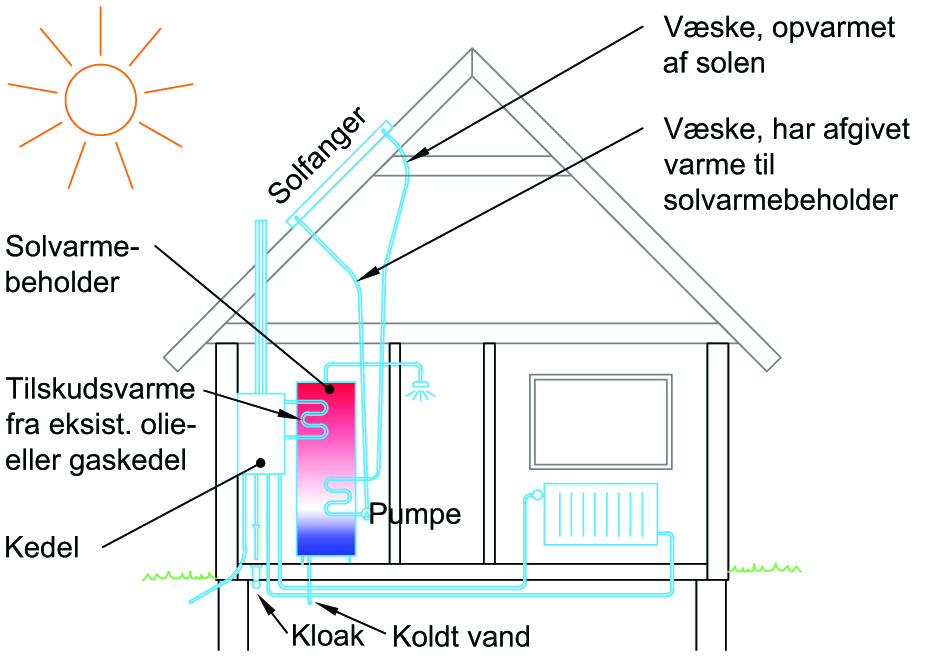 Væske, opvarmet
af solen
Solfanger
Væske, har afgivet
varme til
solvarmebeholder
Solvarme-
beholder
Tilskudsvarme
fra eksist. olie-
eller gaskedel
Pumpe
Kedel
Kloak
Koldt vand